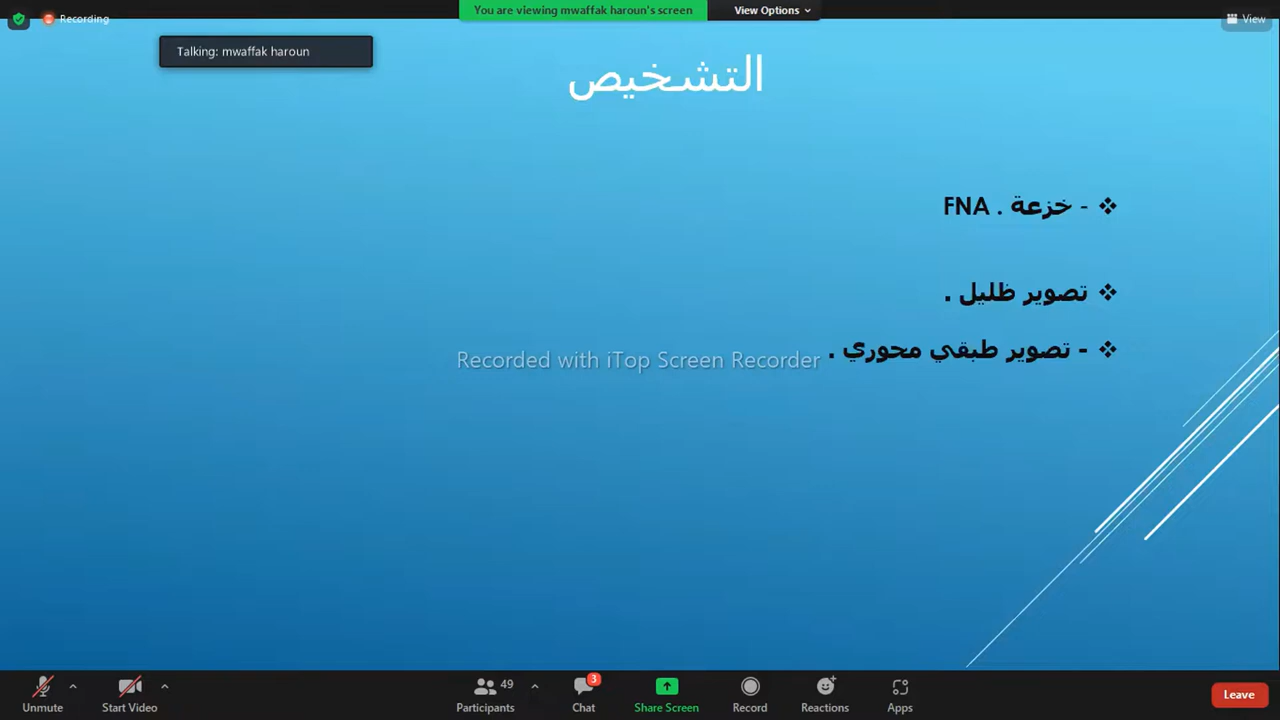 Recording
You are viewing mwaffak haroun's screen
View Options
View
Talking: mwaffak haroun
التشخيص
❖ - خزعة . FNA
❖ تصوير ظليل .
❖ - تصوير طبقي محوري .
Recorded with iTop Screen Recorder
Unmute
Start Video
49
Participants
3
Chat
Share Screen
Record
Reactions
Apps
Leave